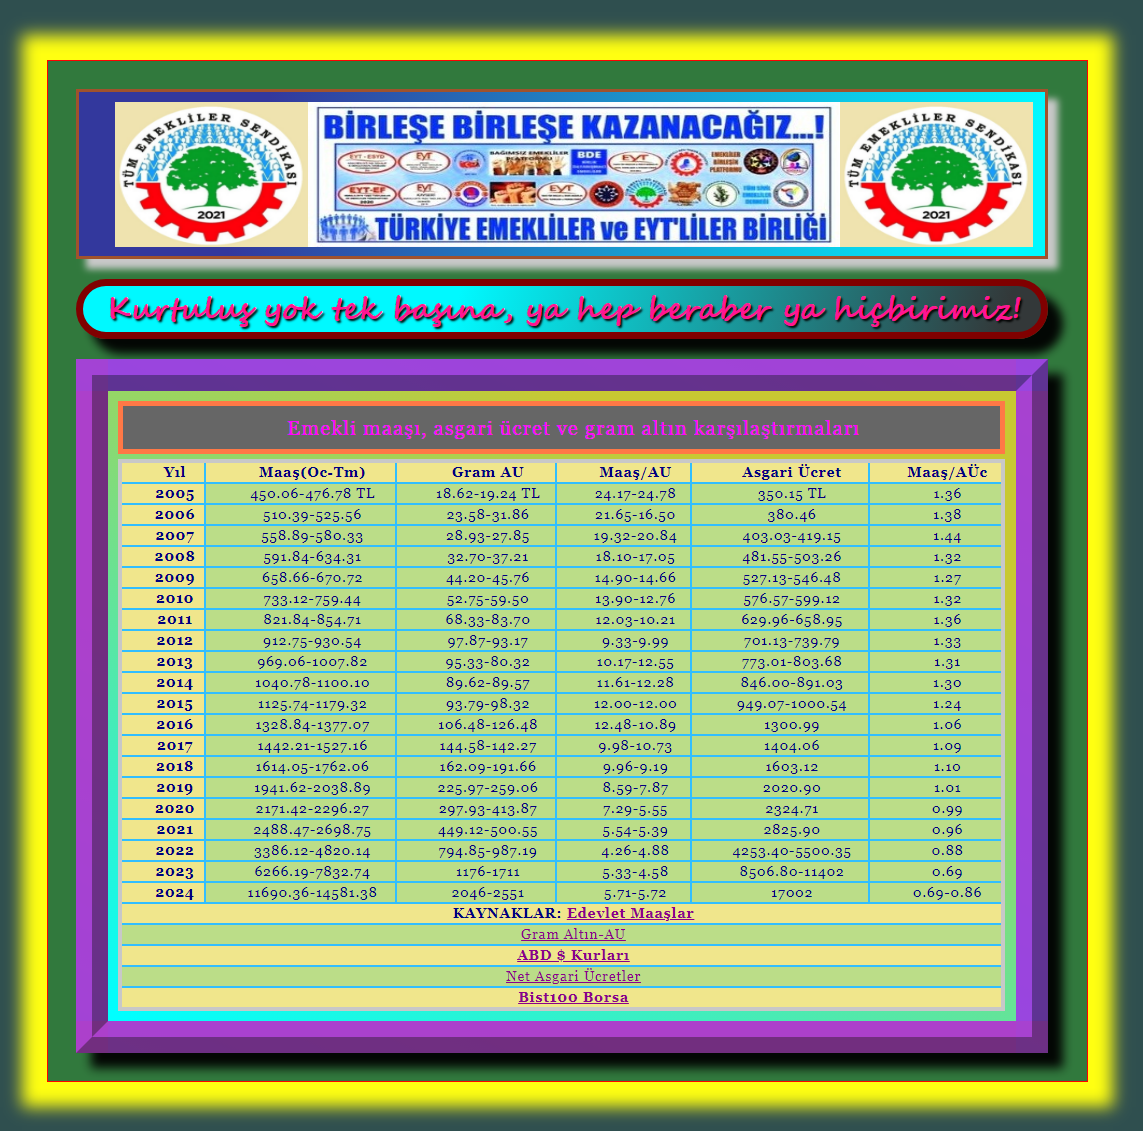 TÜM EMEKLİLER SENDİKASI
2021
BİRLEŞE BİRLEŞE KAZANACAĞIZ...!
EYT
BAĞIMSIZ EMEKLİLER PLATFORMU
BDE
EYT
EMEKLİLER BİRLEŞİK PLATFORMU
EYT-EF
EYT
EYT
TÜRKİYE EMEKLİLER ve EYT'LİLER BİRLİĞİ
TÜM EMEKLİLER SENDİKASI
2021
Kurtuluş yok tek başına, ya hep beraber ya hiçbirimiz!
Emekli maaşı, asgari ücret ve gram altın karşılaştırmaları
Yıl Maaş(Oc-Tm) Gram AU Maaş/AU Asgari Ücret Maaş/AÜc
2005 450.06-476.78 TL 18.62-19.24 TL 24.17-24.78 350.15 TL 1.36
2006 510.39-525.56 23.58-31.86 21.65-16.50 380.46 1.38
2007 558.89-580.33 28.93-27.85 19.32-20.84 403.03-419.15 1.44
2008 591.84-634.31 32.70-37.21 18.10-17.05 481.55-503.26 1.32
2009 658.66-670.72 44.20-45.76 14.90-14.66 527.13-546.48 1.27
2010 733.12-759.44 52.75-59.50 13.90-12.76 576.57-599.12 1.32
2011 821.84-854.71 68.33-83.70 12.03-10.21 629.96-658.95 1.36
2012 912.75-930.54 97.87-93.17 9.33-9.99 701.13-739.79 1.33
2013 969.06-1007.82 95.33-80.32 10.17-12.55 773.01-803.68 1.31
2014 1040.78-1100.10 89.62-89.57 11.61-12.28 846.00-891.03 1.30
2015 1125.74-1179.32 93.79-98.32 12.00-12.00 949.07-1000.54 1.24
2016 1328.84-1377.07 106.48-126.48 12.48-10.89 1300.99 1.06
2017 1442.21-1527.16 144.58-142.27 9.98-10.73 1404.06 1.09
2018 1614.05-1762.06 162.09-191.66 9.96-9.19 1603.12 1.10
2019 1941.62-2038.89 225.97-259.06 8.59-7.87 2020.90 1.01
2020 2171.42-2296.27 297.93-413.87 7.29-5.55 2324.71 0.99
2021 2488.47-2698.75 449.12-500.55 5.54-5.39 2825.90 0.96
2022 3386.12-4820.14 794.85-987.19 4.26-4.88 4253.40-5500.35 0.88
2023 6266.19-7832.74 1176-1711 5.33-4.58 8506.80-11402 0.69
2024 11690.36-14581.38 2046-2551 5.71-5.72 17002 0.69-0.86
KAYNAKLAR: Edevlet Maaşlar
Gram Altın-AU
ABD $ Kurları
Net Asgari Ücretler
Bist100 Borsa